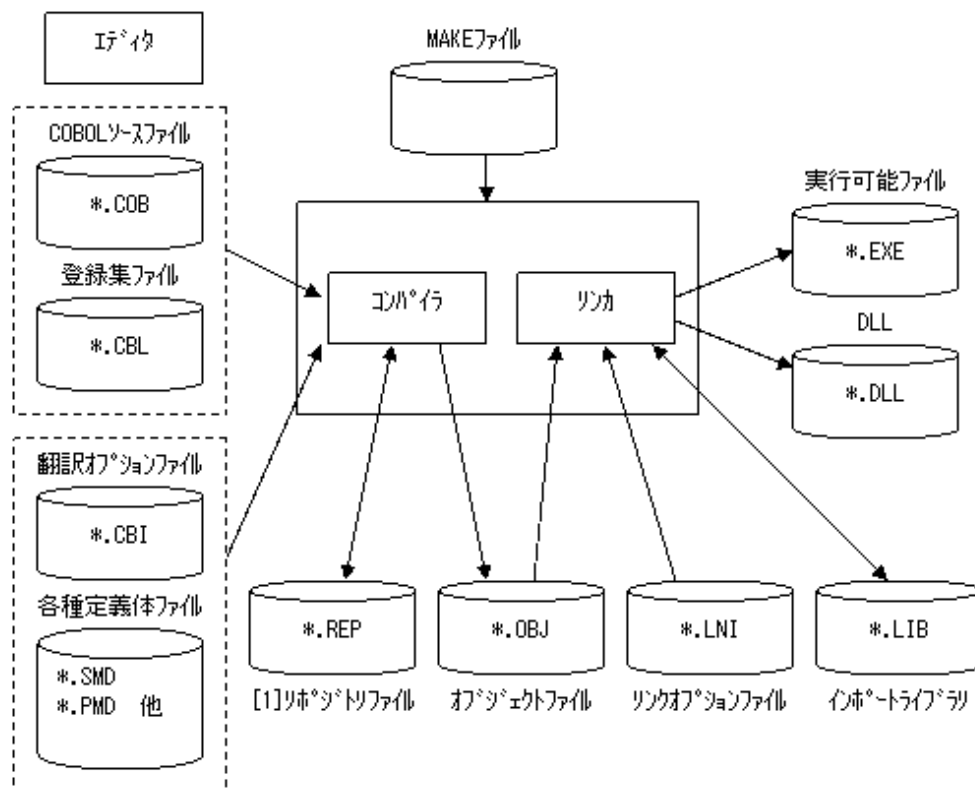 ｴﾃﾞｨﾀ
MAKEﾌｧｲﾙ
COBOLｿｰｽﾌｧｲﾙ
*.COB
登録集ﾌｧｲﾙ
*.CBL
ｺﾝﾊﾟｲﾗ
ﾘﾝｶ
実行可能ﾌｧｲﾙ
*.EXE
DLL
*.DLL
翻訳ｵﾌﾟｼｮﾝﾌｧｲﾙ
*.CBI
各種定義体ﾌｧｲﾙ
*.SMD
*.PMD 他
*.REP
[1]ﾘﾎﾟｼﾞﾄﾘﾌｧｲﾙ
*.OBJ
ｵﾌﾞｼﾞｪｸﾄﾌｧｲﾙ
*.LNI
ﾘﾝｸｵﾌﾟｼｮﾝﾌｧｲﾙ
*.LIB
ｲﾝﾎﾟｰﾄﾗｲﾌﾞﾗﾘ